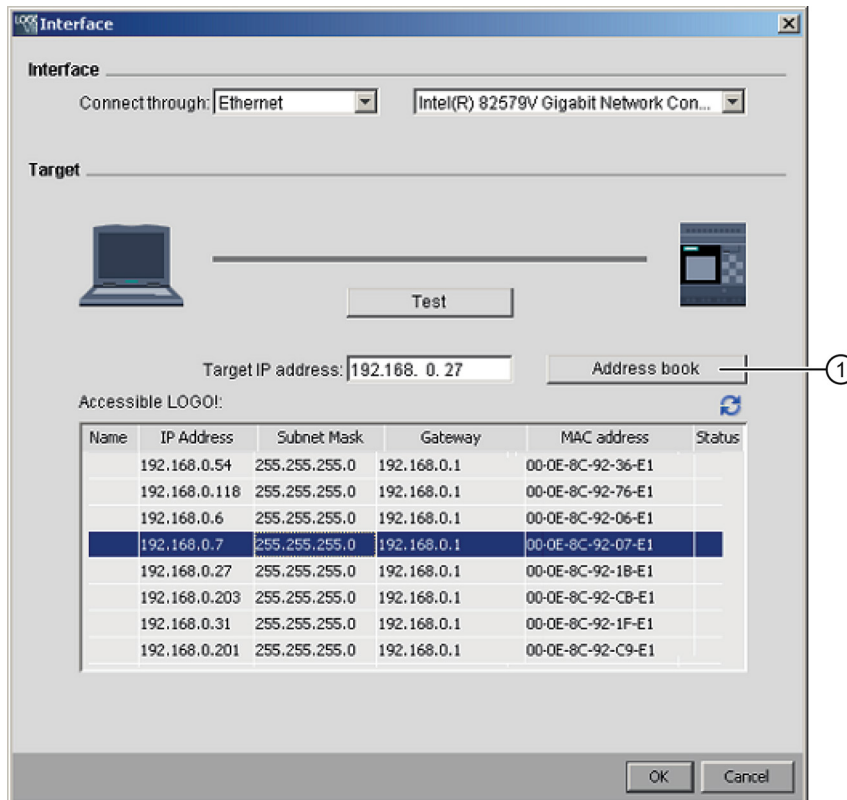 Interface
Interface
Connect through: Ethernet Intel(R) 82579V Gigabit Network Con...
Target
Test
Target IP address: 192.168. 0. 27 Address book 1
Accessible LOGO!:
Name IP Address Subnet Mask Gateway MAC address Status
192.168.0.54 255.255.255.0 192.168.0.1 00-0E-8C-92-36-E1
192.168.0.118 255.255.255.0 192.168.0.1 00-0E-8C-92-76-E1
192.168.0.6 255.255.255.0 192.168.0.1 00-0E-8C-92-06-E1
192.168.0.7 255.255.255.0 192.168.0.1 00-0E-8C-92-07-E1
192.168.0.27 255.255.255.0 192.168.0.1 00-0E-8C-92-1B-E1
192.168.0.203 255.255.255.0 192.168.0.1 00-0E-8C-92-CB-E1
192.168.0.31 255.255.255.0 192.168.0.1 00-0E-8C-92-1F-E1
192.168.0.201 255.255.255.0 192.168.0.1 00-0E-8C-92-C9-E1
OK Cancel